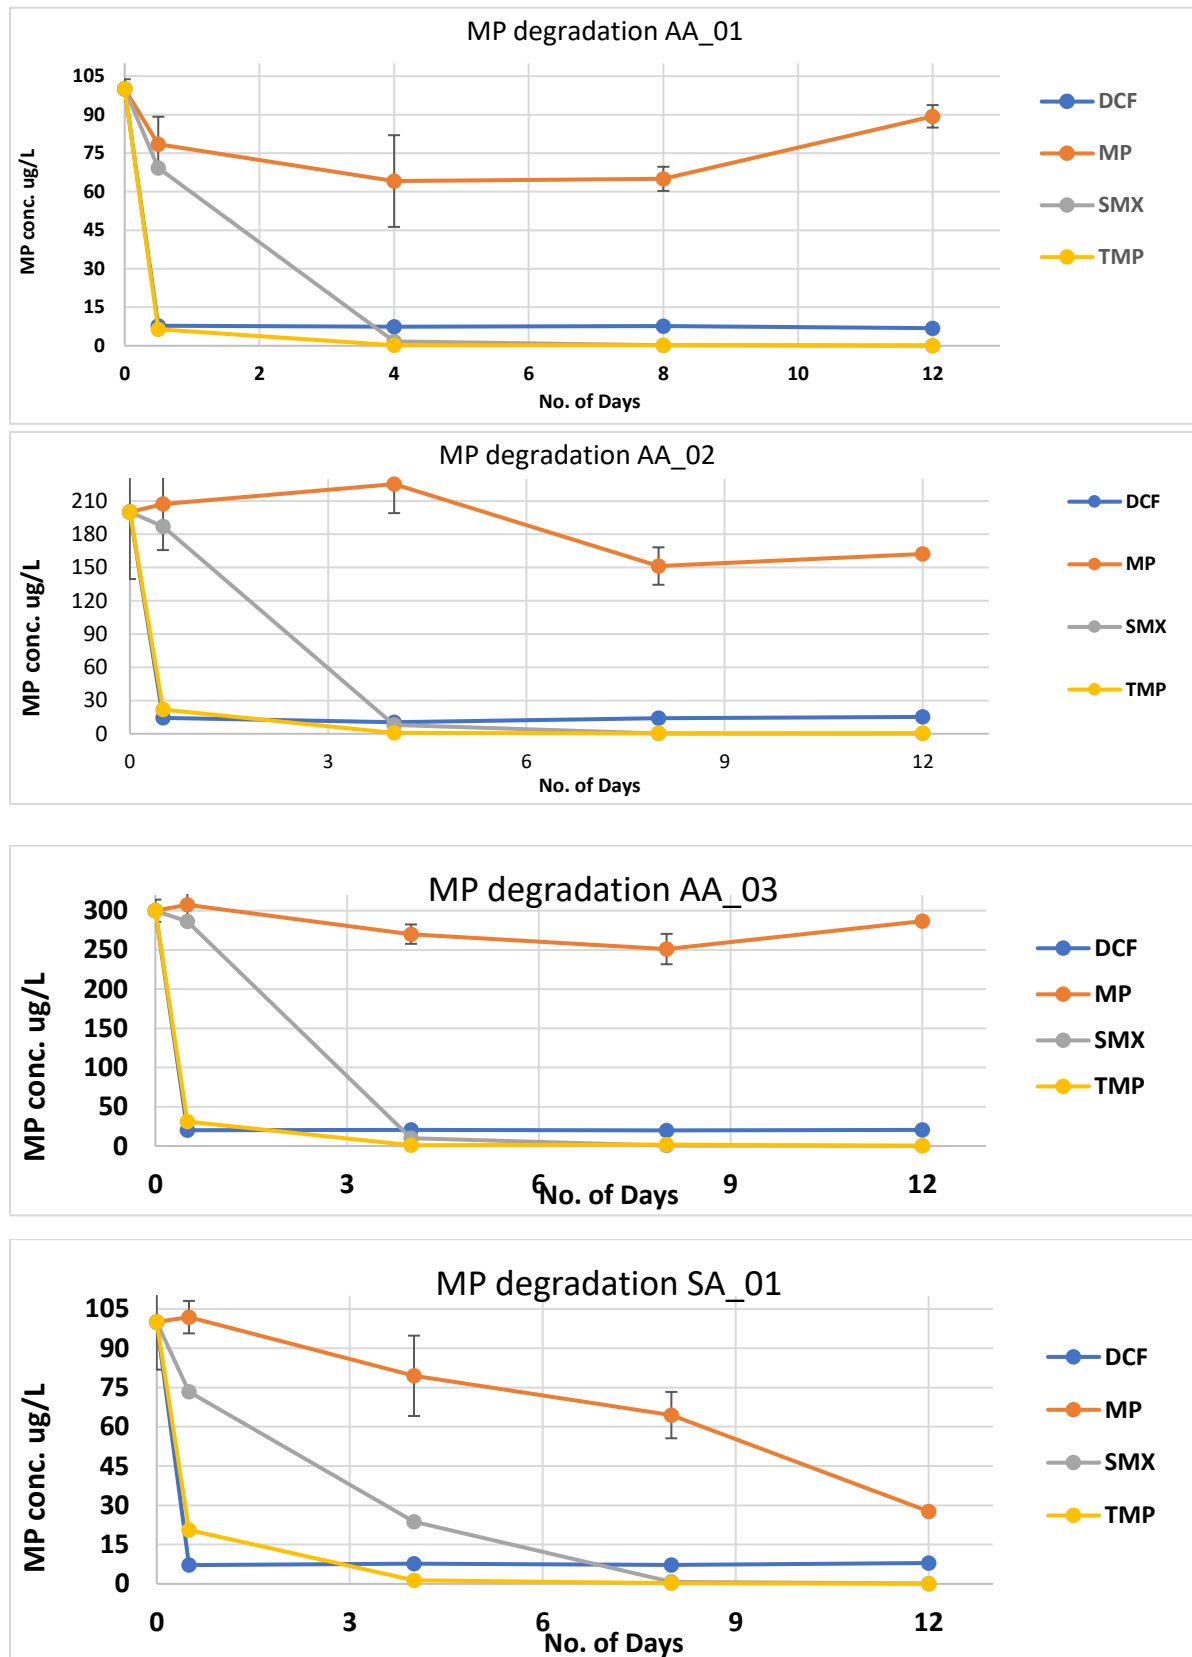 MP degradation AA_01
105
90
75
60
45
30
15
0
MP conc. ug/L
0 2 4 6 8 10 12
No. of Days
DCF
MP
SMX
TMP
MP degradation AA_02
210
180
150
120
90
60
30
0
MP conc. ug/L
0 3 6 9 12
No. of Days
DCF
MP
SMX
TMP
MP degradation AA_03
300
250
200
150
100
50
0
MP conc. ug/L
0 3 6 9 12
No. of Days
DCF
MP
SMX
TMP
MP degradation SA_01
105
90
75
60
45
30
15
0
MP conc. ug/L
0 3 6 9 12
No. of Days
DCF
MP
SMX
TMP